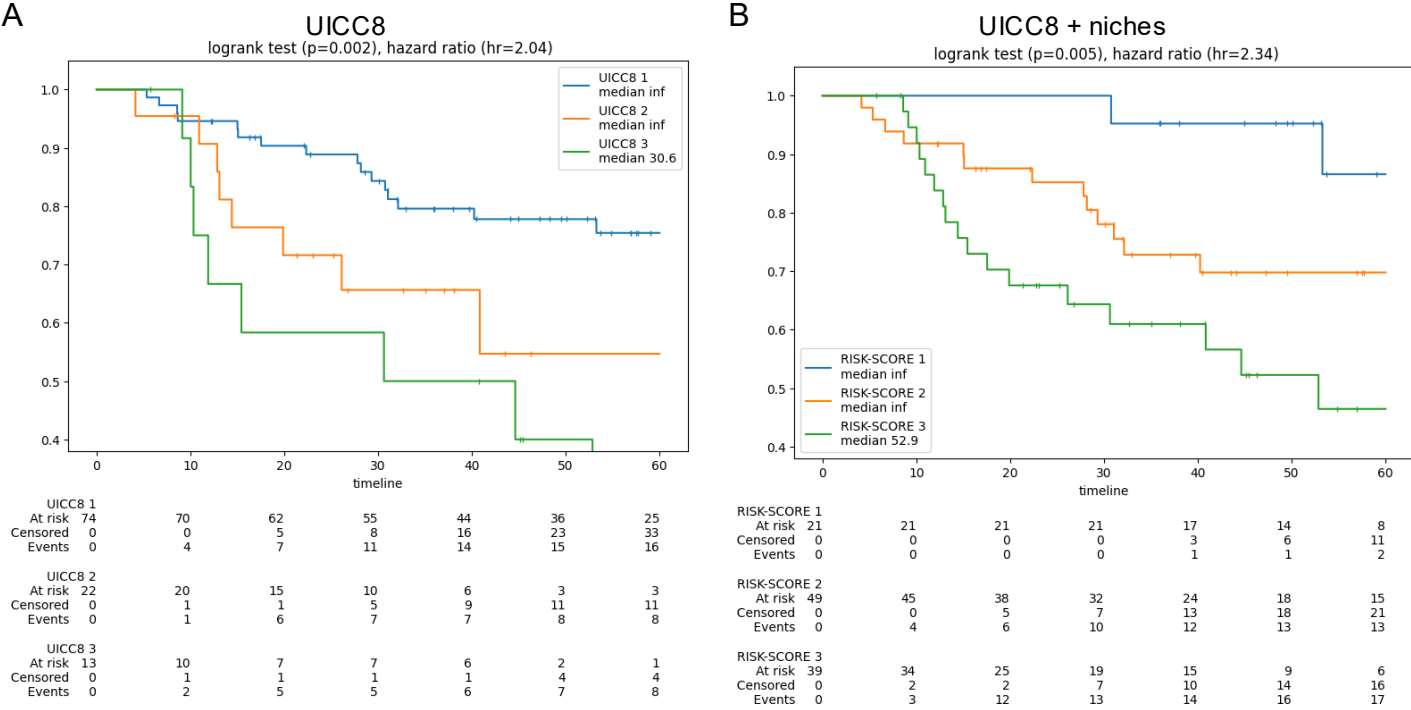 A
UICC8
logrank test (p=0.002), hazard ratio (hr=2.04)
UICC8 1
median inf
UICC8 2
median inf
UICC8 3
median 30.6
1.0
0.9
0.8
0.7
0.6
0.5
0.4
0 10 20 30 40 50 60
timeline
UICC8 1
At risk 74 70 62 55 44 36 25
Censored 0 0 5 8 16 23 33
Events 0 4 7 11 14 15 16
UICC8 2
At risk 22 20 15 10 6 3 3
Censored 0 1 1 5 9 11 11
Events 0 1 6 7 7 8 8
UICC8 3
At risk 13 10 7 7 6 2 1
Censored 0 1 1 1 1 4 4
Events 0 2 5 5 6 7 8
B
UICC8 + niches
logrank test (p=0.005), hazard ratio (hr=2.34)
1.0
0.9
0.8
0.7
0.6
0.5
0.4
RISK-SCORE 1
median inf
RISK-SCORE 2
median inf
RISK-SCORE 3
median 52.9
0 10 20 30 40 50 60
timeline
RISK-SCORE 1
At risk 21 21 21 21 17 14 8
Censored 0 0 0 0 3 6 11
Events 0 0 0 0 1 1 2
RISK-SCORE 2
At risk 49 45 38 32 24 18 15
Censored 0 0 5 7 13 18 21
Events 0 4 6 10 12 13 13
RISK-SCORE 3
At risk 39 34 25 19 15 9 6
Censored 0 2 2 7 10 14 16
Events 0 3 12 13 14 16 17